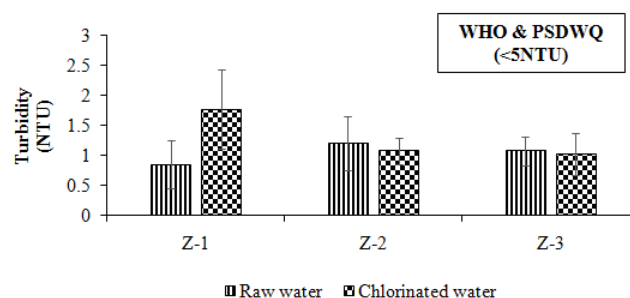 WHO & PSDWQ
(<5NTU)
Turbidity
(NTU)
3
2.5
2
1.5
1
0.5
0
Z-1 Z-2 Z-3
Raw water Chlorinated water